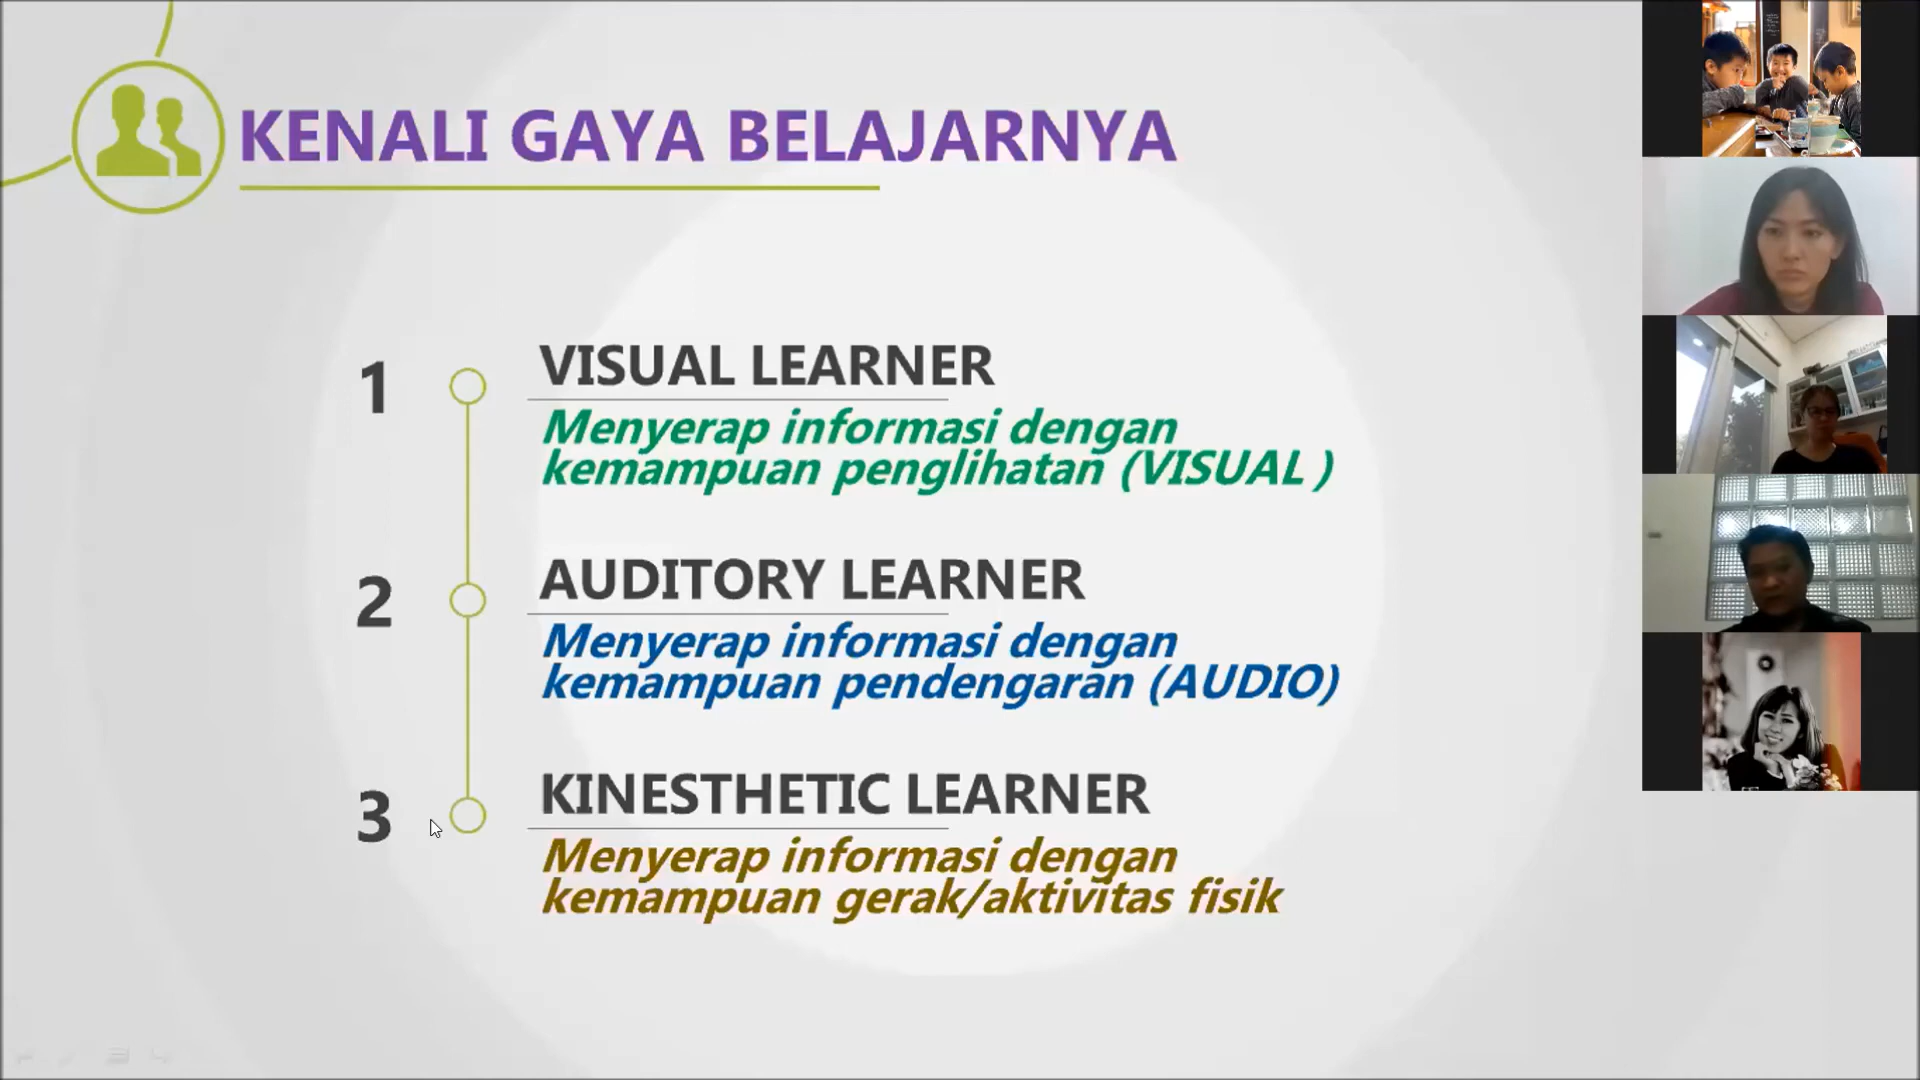 KENALI GAYA BELAJARNYA
1
VISUAL LEARNER
Menyerap informasi dengan
kemampuan penglihatan (VISUAL )
2
AUDITORY LEARNER
Menyerap informasi dengan
kemampuan pendengaran (AUDIO)
3
KINESTHETIC LEARNER
Menyerap informasi dengan
kemampuan gerak/aktivitas fisik